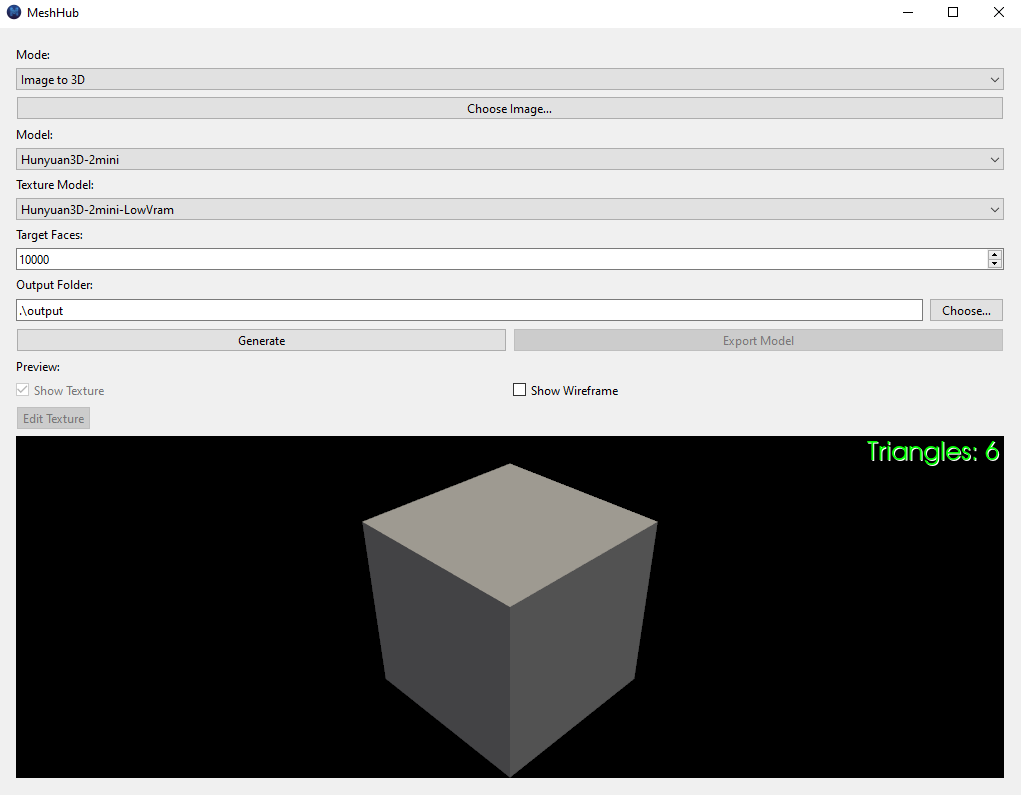 MeshHub
Mode:
Image to 3D
Choose Image...
Model:
Hunyuan3D-2mini
Texture Model:
Hunyuan3D-2mini-LowVram
Target Faces:
10000
Output Folder:
.\output
Choose...
Generate
Export Model
Preview:
Show Texture
Show Wireframe
Edit Texture
Triangles: 6